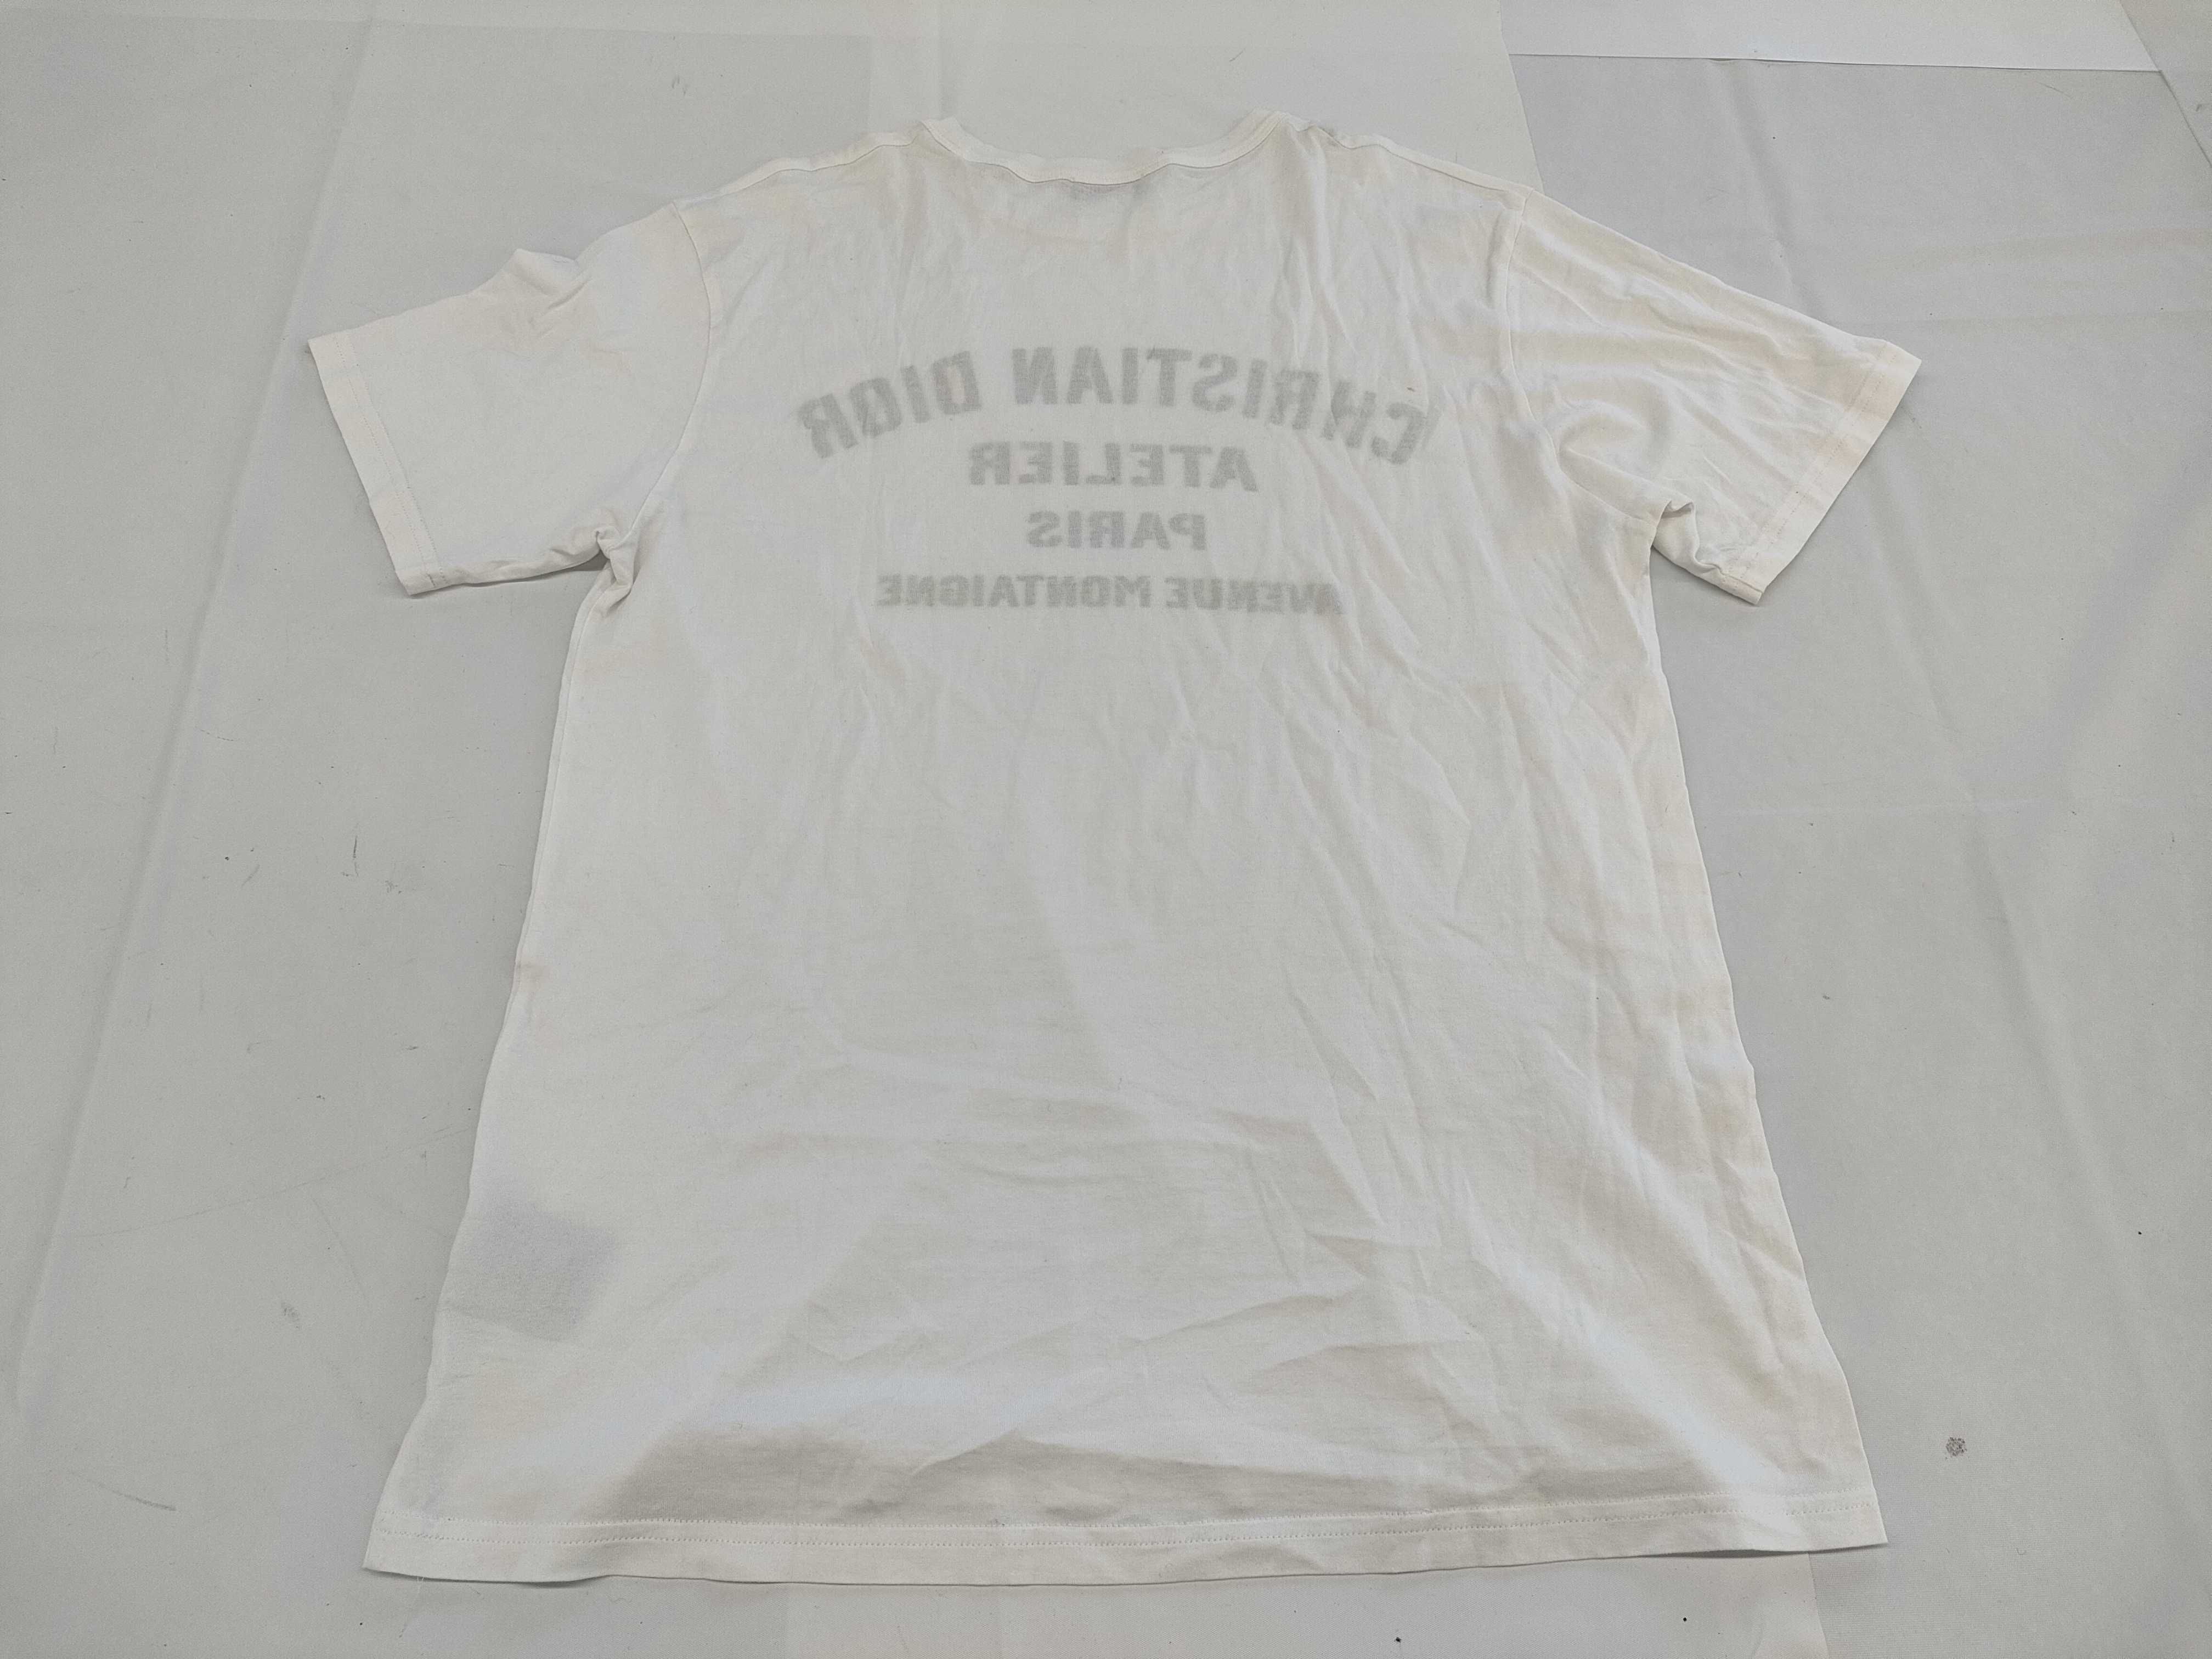 CHRISTIAN DIOR
ATELIER
PARIS
AVENUE MONTAIGNE